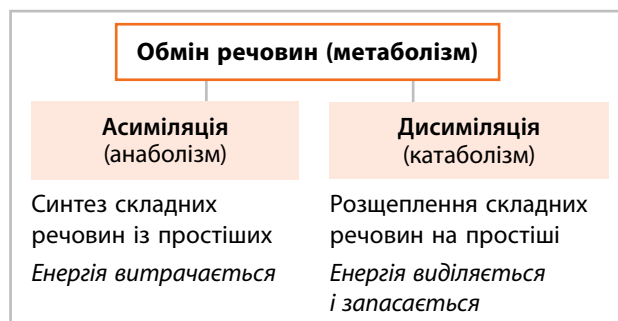 Обмін речовин (метаболізм)
Асиміляція
(анаболізм)
Синтез складних
речовин із простіших
Енергія витрачається
Дисиміляція
(катаболізм)
Розщеплення складних
речовин на простіші
Енергія виділяється
і запасається